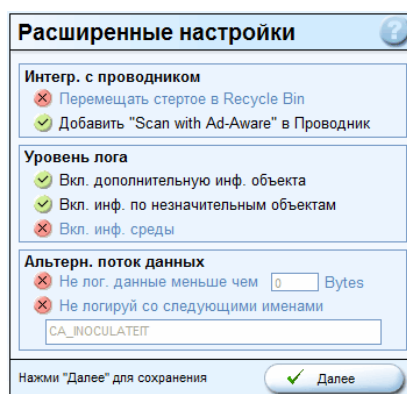 Расширенные настройки ?
Интегр. с проводником
Перемещать стертое в Recycle Bin
Добавить "Scan with Ad-Aware" в Проводник
Уровень лога
Вкл. дополнительную инф. объекта
Вкл. инф. по незначительным объектам
Вкл. инф. среды
Альтерн. поток данных
Не лог. данные меньше чем 0 Bytes
Не логируй со следующими именами
CA_INOCULATEIT
Нажми "Далее" для сохранения Далее